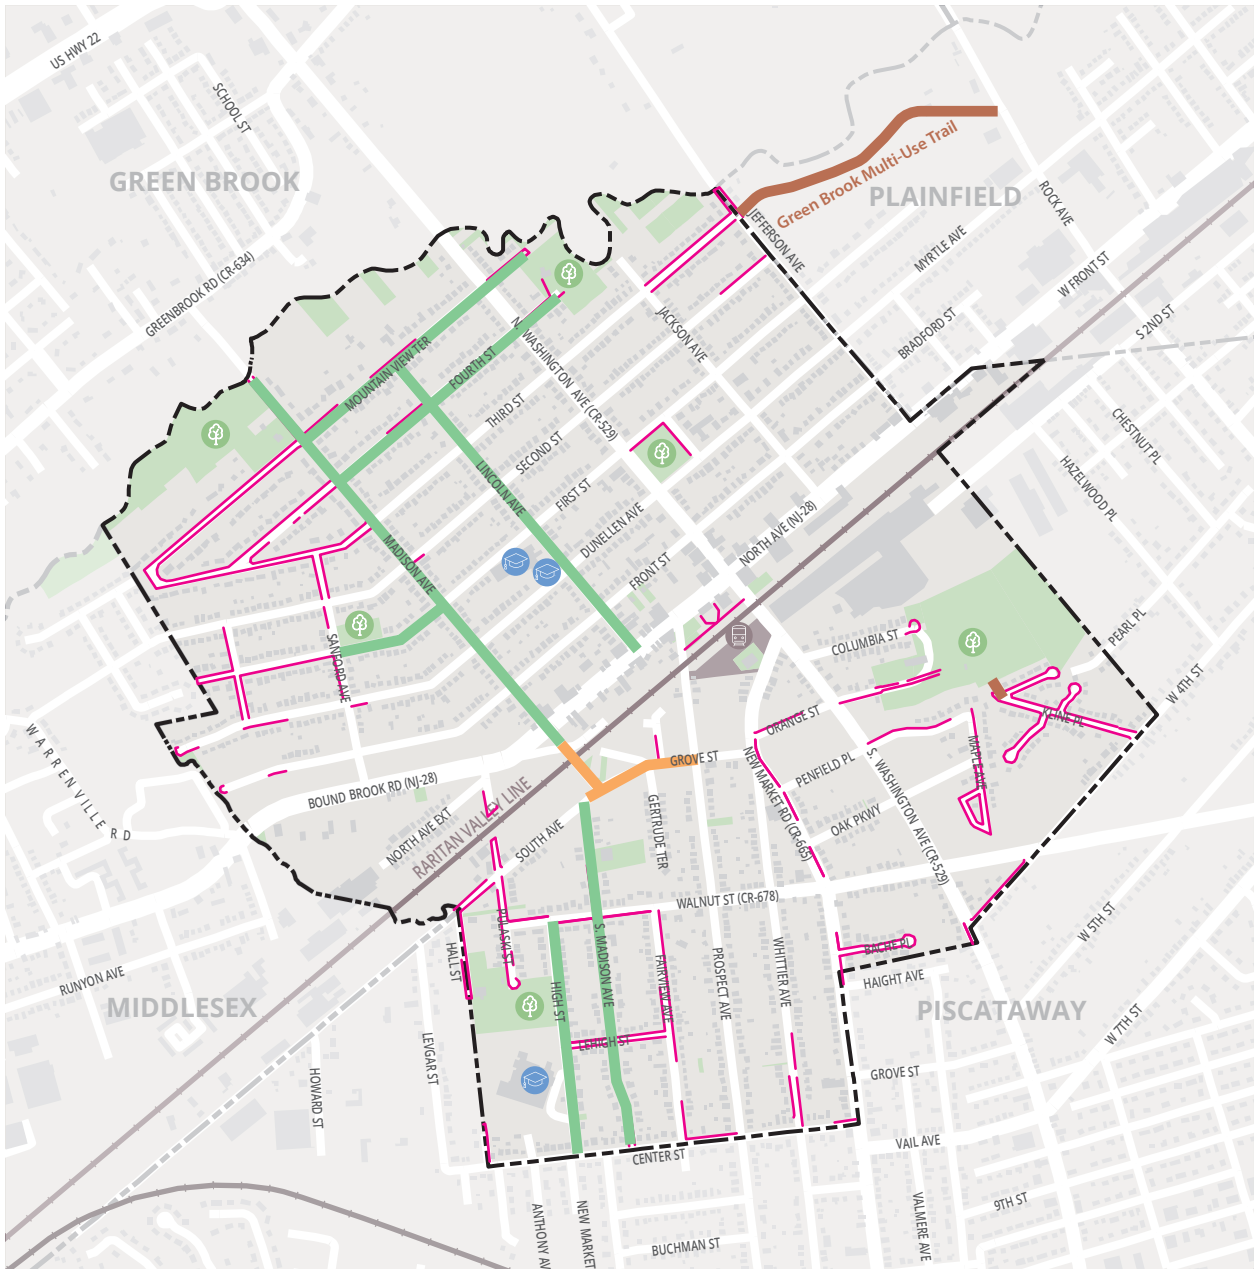 US HWY 22
SCHOOL ST
GREEN BROOK
Green Brook Multi-Use Trail
PLAINFIELD
ROCK AVE
JEFFERSON AVE
MYRTLE AVE
W FRONT ST
GREENBROOK RD (CR-634)
BRADFORD ST
S 2ND ST
JACKSON AVE
N. WASHINGTON AVE (CR-529)
MOUNTAIN VIEW TER
FOURTH ST
THIRD ST
SECOND ST
FIRST ST
CHESTNUT PL
HAZELWOOD PL
LINCOLN AVE
DUNELLEN AVE
NORTH AVE (NJ-28)
FRONT ST
MADISON AVE
SANFORD AVE
COLUMBIA ST
PEARL PL
W 4TH ST
KLINE PL
ORANGE ST
WARRENVILLE RD
GROVE ST
NEW MARKET RD (CR-665)
PENFIELD PL
MAPLE AVE
S. WASHINGTON AVE (CR-529)
BOUND BROOK RD (NJ-28)
NORTH AVE EXT
RARITAN VALLEY LINE
SOUTH AVE
GERTRUDE TER
OAK PKWY
WALNUT ST (CR-678)
W 5TH ST
PULASKI ST
HALL ST
S. MADISON AVE
HIGH ST
FAIRVIEW AVE
PROSPECT AVE
WHITTIER AVE
BACHE PL
HAIGHT AVE
RUNYON AVE
MIDDLESEX
PISCATAWAY
W 7TH ST
LEHIGH ST
LEVGAR ST
HOWARD ST
GROVE ST
VAIL AVE
CENTER ST
9TH ST
VALMERE AVE
ANTHONY AV
NEW MARKET
BUCHMAN ST